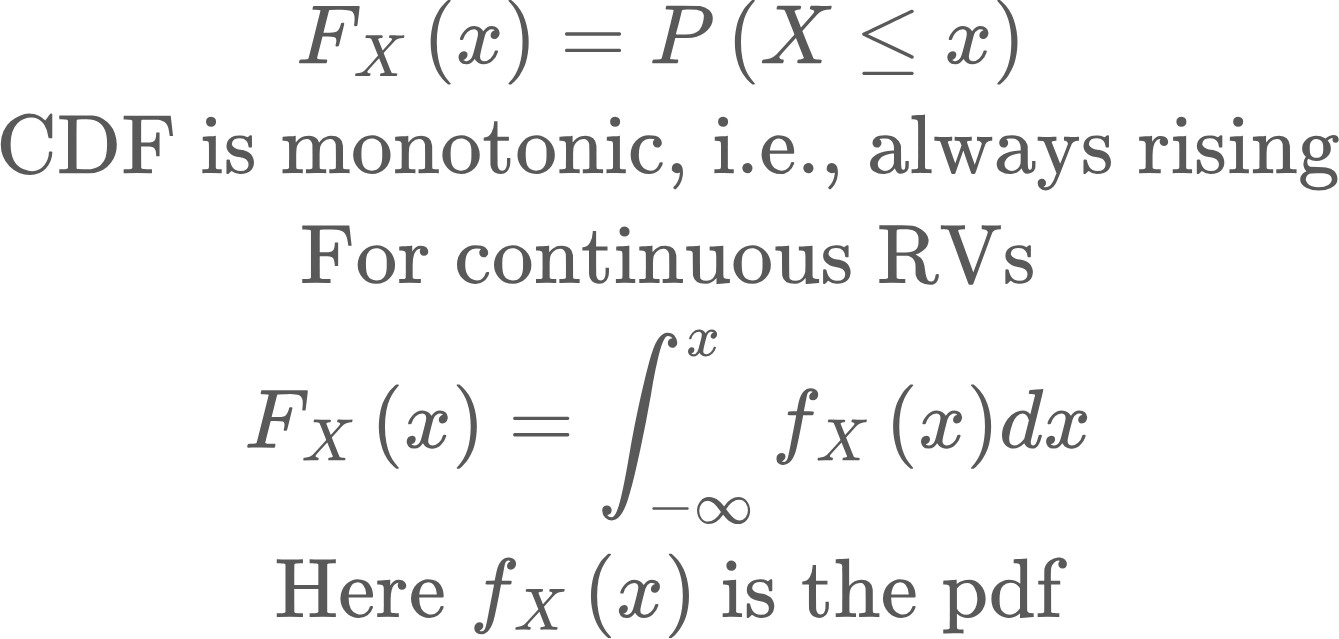 F_X (x) = P (X ≤ x)
CDF is monotonic, i.e., always rising
For continuous RVs
F_X (x) = ∫_{-∞}^{x} f_X (x)dx
Here f_X (x) is the pdf